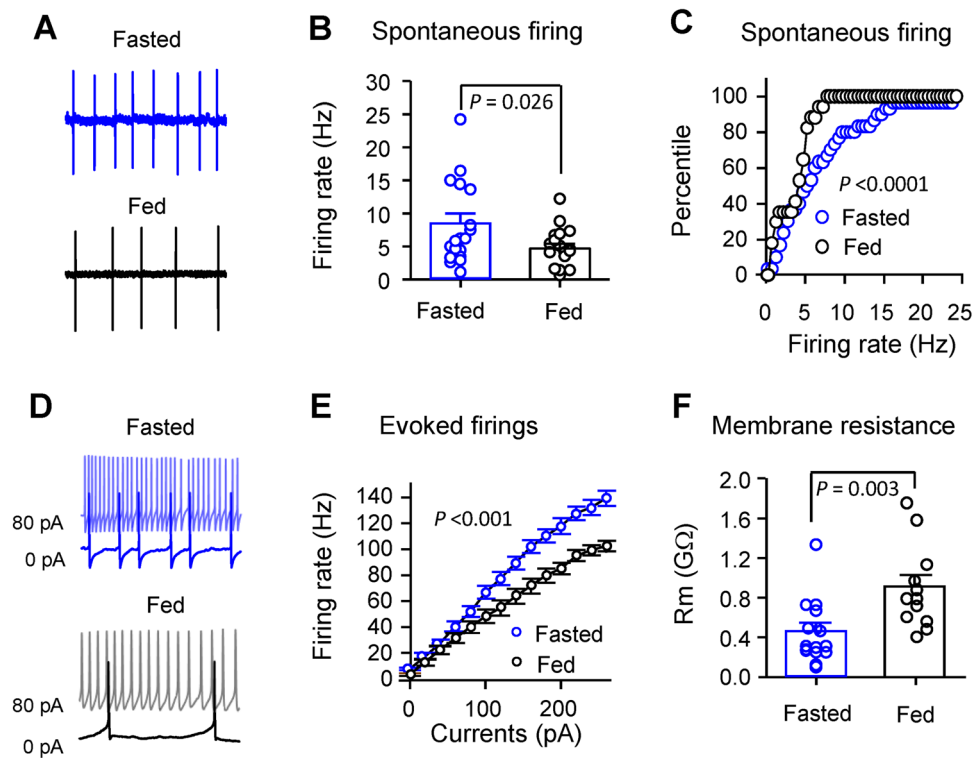 A
Fasted
Fed
B
Spontaneous firing
Firing rate (Hz)
30
25
20
15
10
5
0
P = 0.026
Fasted
Fed
C
Spontaneous firing
Percentile
100
80
60
40
20
0
P <0.0001
Fasted
Fed
0
5
10
15
20
25
Firing rate (Hz)
D
Fasted
80 pA
0 pA
Fed
80 pA
0 pA
E
Evoked firings
Firing rate (Hz)
140
120
100
80
60
40
20
0
P <0.001
Fasted
Fed
0
100
200
Currents (pA)
F
Membrane resistance
Rm (GΩ)
2.0
1.6
1.2
0.8
0.4
0.0
P = 0.003
Fasted
Fed